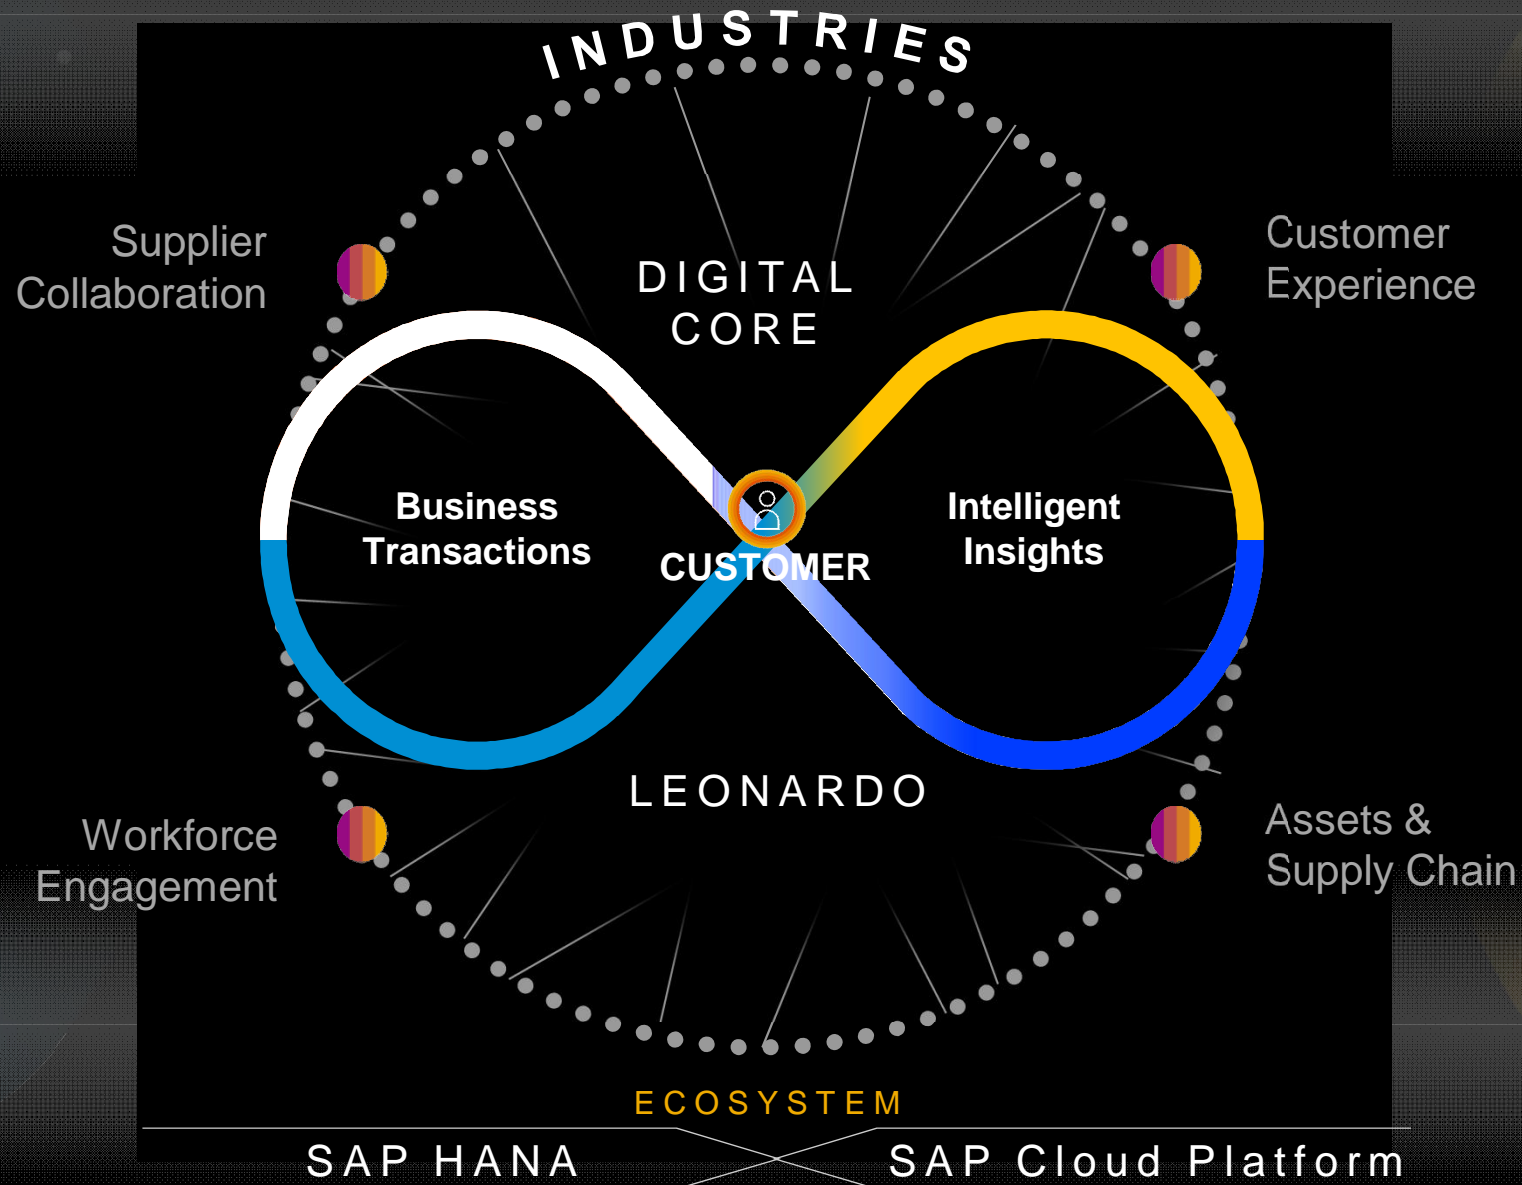 INDUSTRIES
Supplier
Collaboration
Customer
Experience
DIGITAL
CORE
Business
Transactions
Intelligent
Insights
CUSTOMER
LEONARDO
Workforce
Engagement
Assets &
Supply Chain
ECOSYSTEM
SAP HANA
SAP Cloud Platform